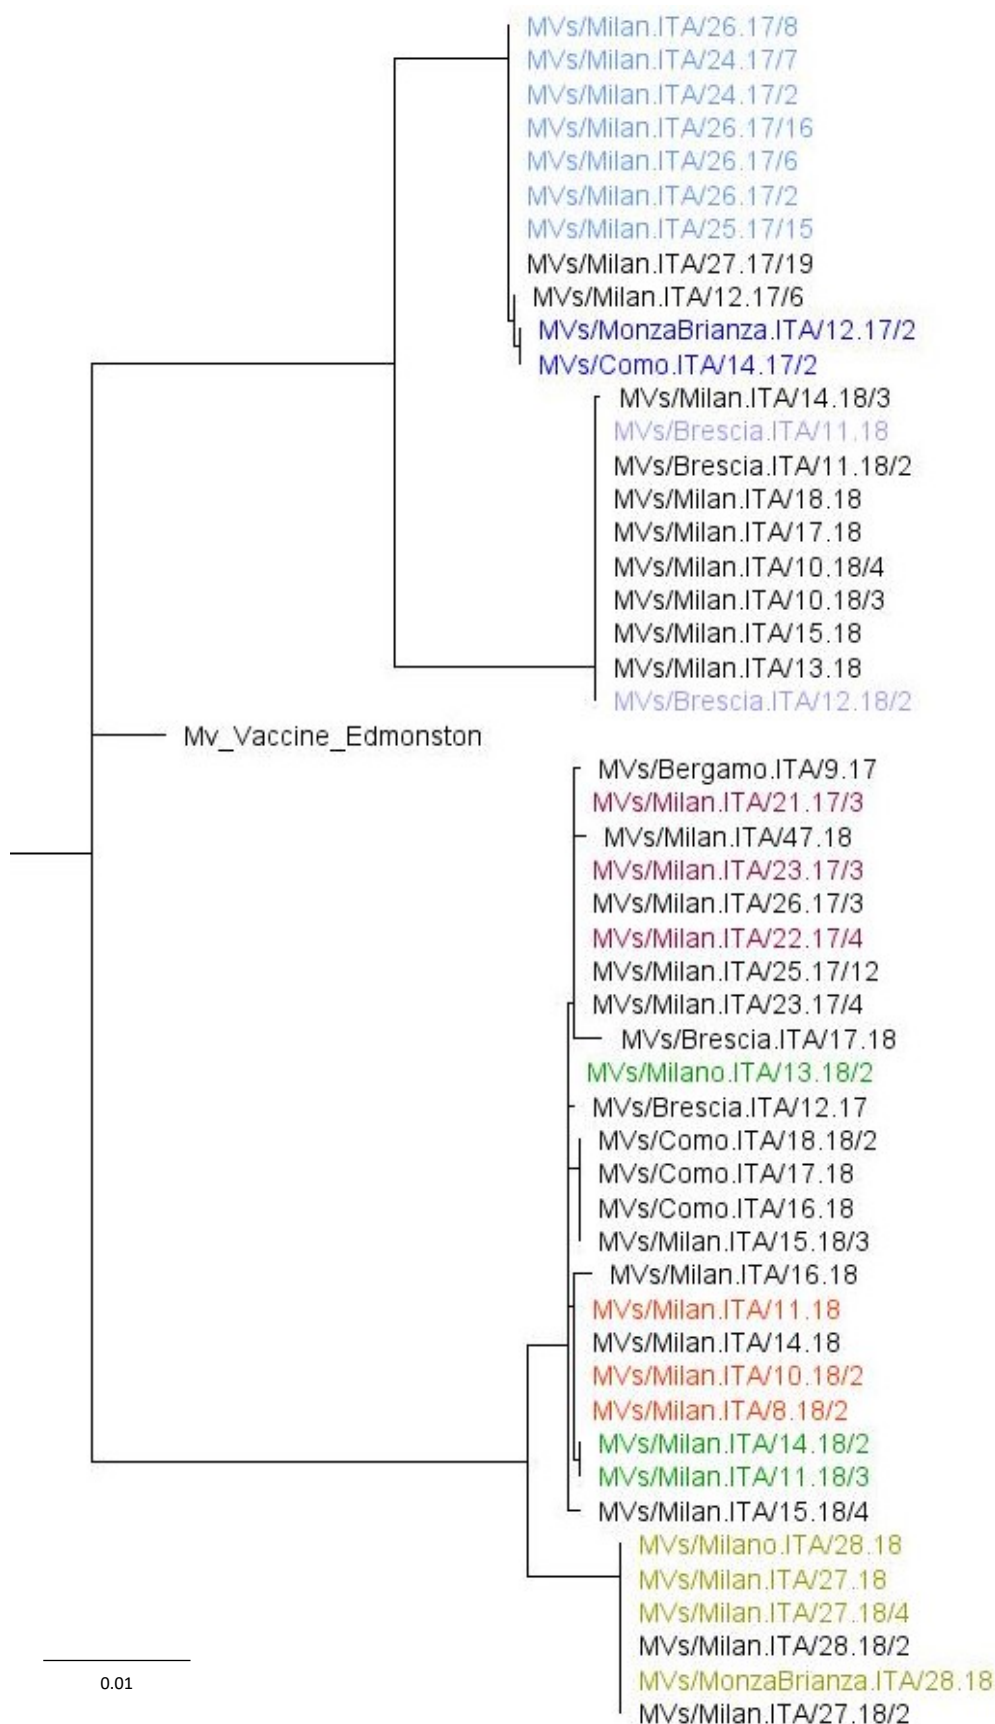 MVs/Milan.ITA/26.17/8
MVs/Milan.ITA/24.17/7
MVs/Milan.ITA/24.17/2
MVs/Milan.ITA/26.17/16
MVs/Milan.ITA/26.17/6
MVs/Milan.ITA/26.17/2
MVs/Milan.ITA/25.17/15
MVs/Milan.ITA/27.17/19
MVs/Milan.ITA/12.17/6
MVs/MonzaBrianza.ITA/12.17/2
MVs/Como.ITA/14.17/2
MVs/Milan.ITA/14.18/3
MVs/Brescia.ITA/11.18
MVs/Brescia.ITA/11.18/2
MVs/Milan.ITA/18.18
MVs/Milan.ITA/17.18
MVs/Milan.ITA/10.18/4
MVs/Milan.ITA/10.18/3
MVs/Milan.ITA/15.18
MVs/Milan.ITA/13.18
MVs/Brescia.ITA/12.18/2
Mv_Vaccine_Edmonston
MVs/Bergamo.ITA/9.17
MVs/Milan.ITA/21.17/3
MVs/Milan.ITA/47.18
MVs/Milan.ITA/23.17/3
MVs/Milan.ITA/26.17/3
MVs/Milan.ITA/22.17/4
MVs/Milan.ITA/25.17/12
MVs/Milan.ITA/23.17/4
MVs/Brescia.ITA/17.18
MVs/Milano.ITA/13.18/2
MVs/Brescia.ITA/12.17
MVs/Como.ITA/18.18/2
MVs/Como.ITA/17.18
MVs/Como.ITA/16.18
MVs/Milan.ITA/15.18/3
MVs/Milan.ITA/16.18
MVs/Milan.ITA/11.18
MVs/Milan.ITA/14.18
MVs/Milan.ITA/10.18/2
MVs/Milan.ITA/8.18/2
MVs/Milan.ITA/14.18/2
MVs/Milan.ITA/11.18/3
MVs/Milan.ITA/15.18/4
MVs/Milano.ITA/28.18
MVs/Milan.ITA/27.18
MVs/Milan.ITA/27.18/4
MVs/Milan.ITA/28.18/2
MVs/MonzaBrianza.ITA/28.18
MVs/Milan.ITA/27.18/2
0.01